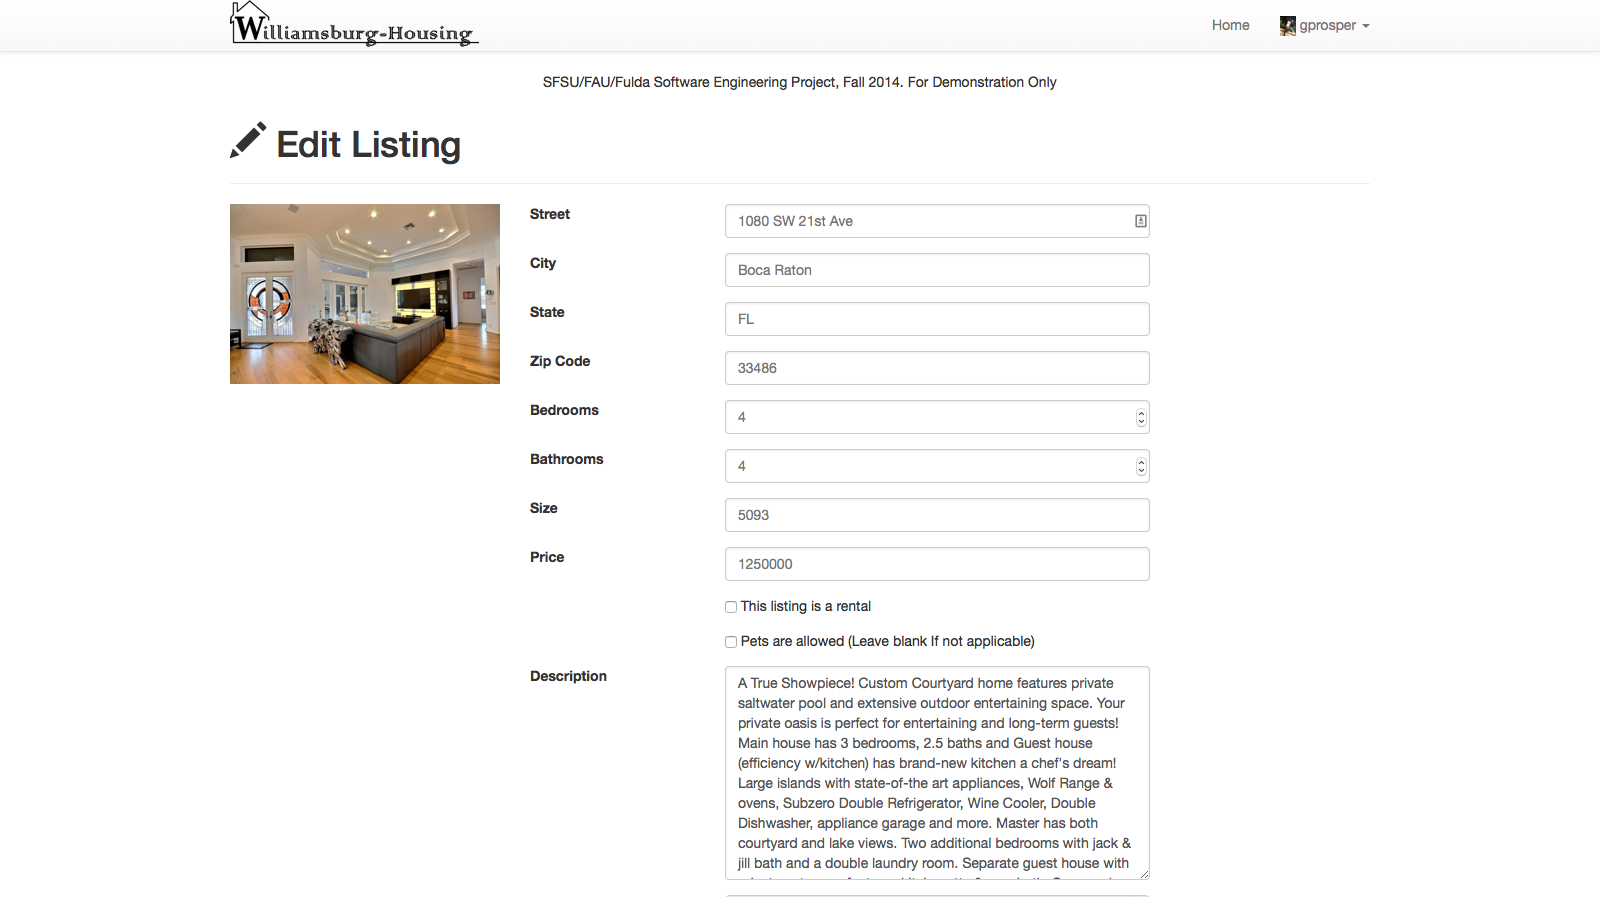 Williamsburg-Housing
Home
gprosper
SFSU/FAU/Fulda Software Engineering Project, Fall 2014. For Demonstration Only
Edit Listing
Street
1080 SW 21st Ave
City
Boca Raton
State
FL
Zip Code
33486
Bedrooms
4
Bathrooms
4
Size
5093
Price
1250000
This listing is a rental
Pets are allowed (Leave blank If not applicable)
Description
A True Showpiece! Custom Courtyard home features private
saltwater pool and extensive outdoor entertaining space. Your
private oasis is perfect for entertaining and long-term guests!
Main house has 3 bedrooms, 2.5 baths and Guest house
(efficiency w/kitchen) has brand-new kitchen a chef's dream!
Large islands with state-of-the art appliances, Wolf Range &
ovens, Subzero Double Refrigerator, Wine Cooler, Double
Dishwasher, appliance garage and more. Master has both
courtyard and lake views. Two additional bedrooms with jack &
jill bath and a double laundry room. Separate guest house with